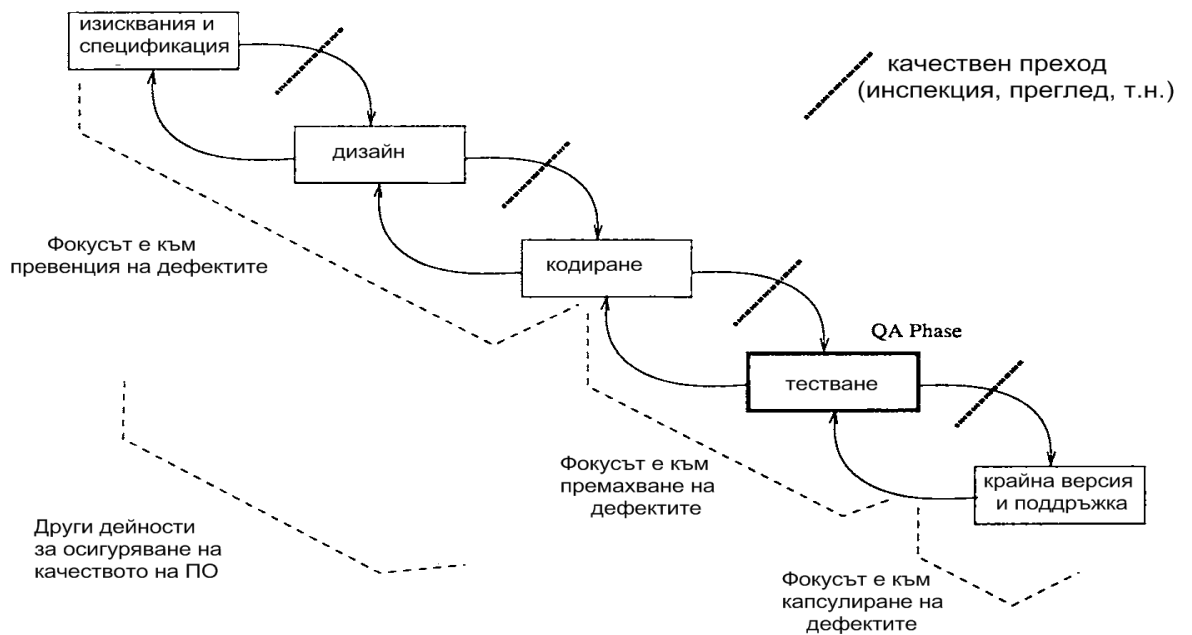 изисквания и
спецификация
качествен преход
(инспекция, преглед, т.н.)
дизайн
Фокусът е към
превенция на дефектите
кодиране
QA Phase
тестване
Фокусът е към
премахване на
дефектите
крайна версия
и поддръжка
Други дейности
за осигуряване на
качеството на ПО
Фокусът е към
капсулиране на
дефектите